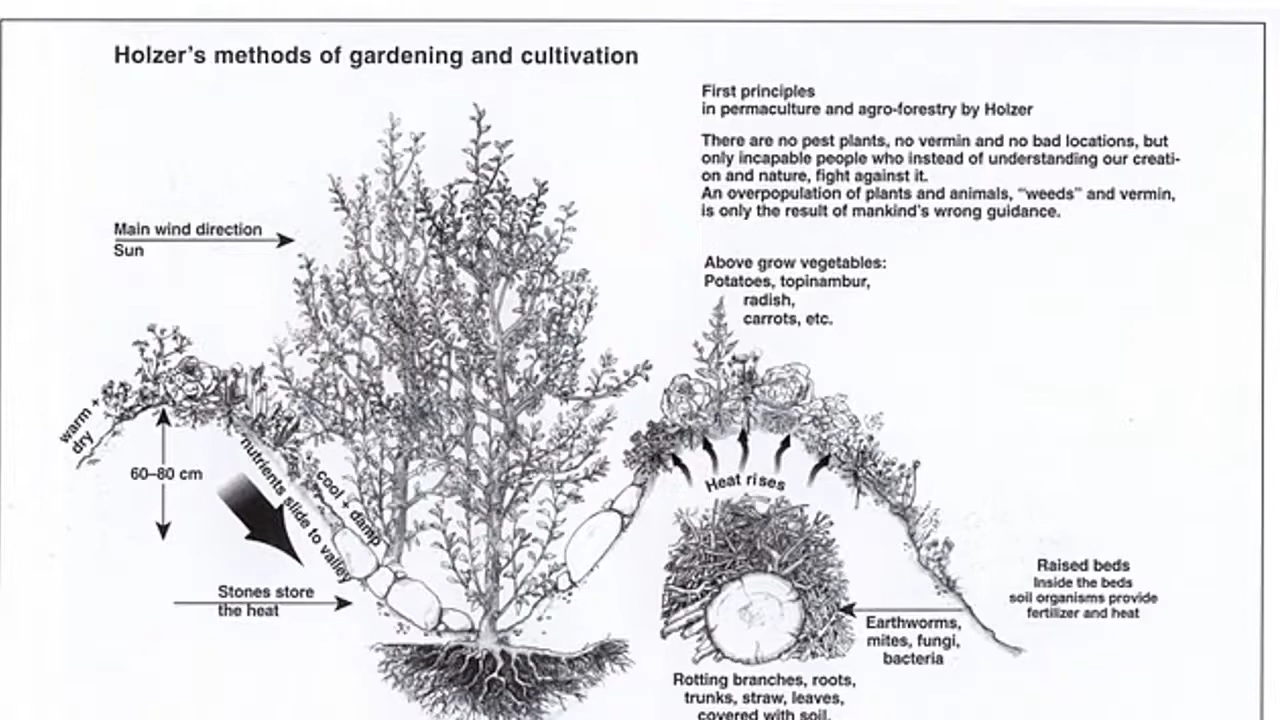 Holzer's methods of gardening and cultivation
First principles
in permaculture and agro-forestry by Holzer
There are no pest plants, no vermin and no bad locations, but
only incapable people who instead of understanding our creati-
on and nature, fight against it.
An overpopulation of plants and animals, "weeds" and vermin,
is only the result of mankind's wrong guidance.
Main wind direction
Sun
Above grow vegetables:
Potatoes, topinambur,
radish,
carrots, etc.
warm +
dry
60–80 cm
nutrients slide to valley
cool + damp
Heat rises
Stones store
the heat
Raised beds
Inside the beds
soil organisms provide
fertilizer and heat
Earthworms,
mites, fungi,
bacteria
Rotting branches, roots,
trunks, straw, leaves,
covered with soil.